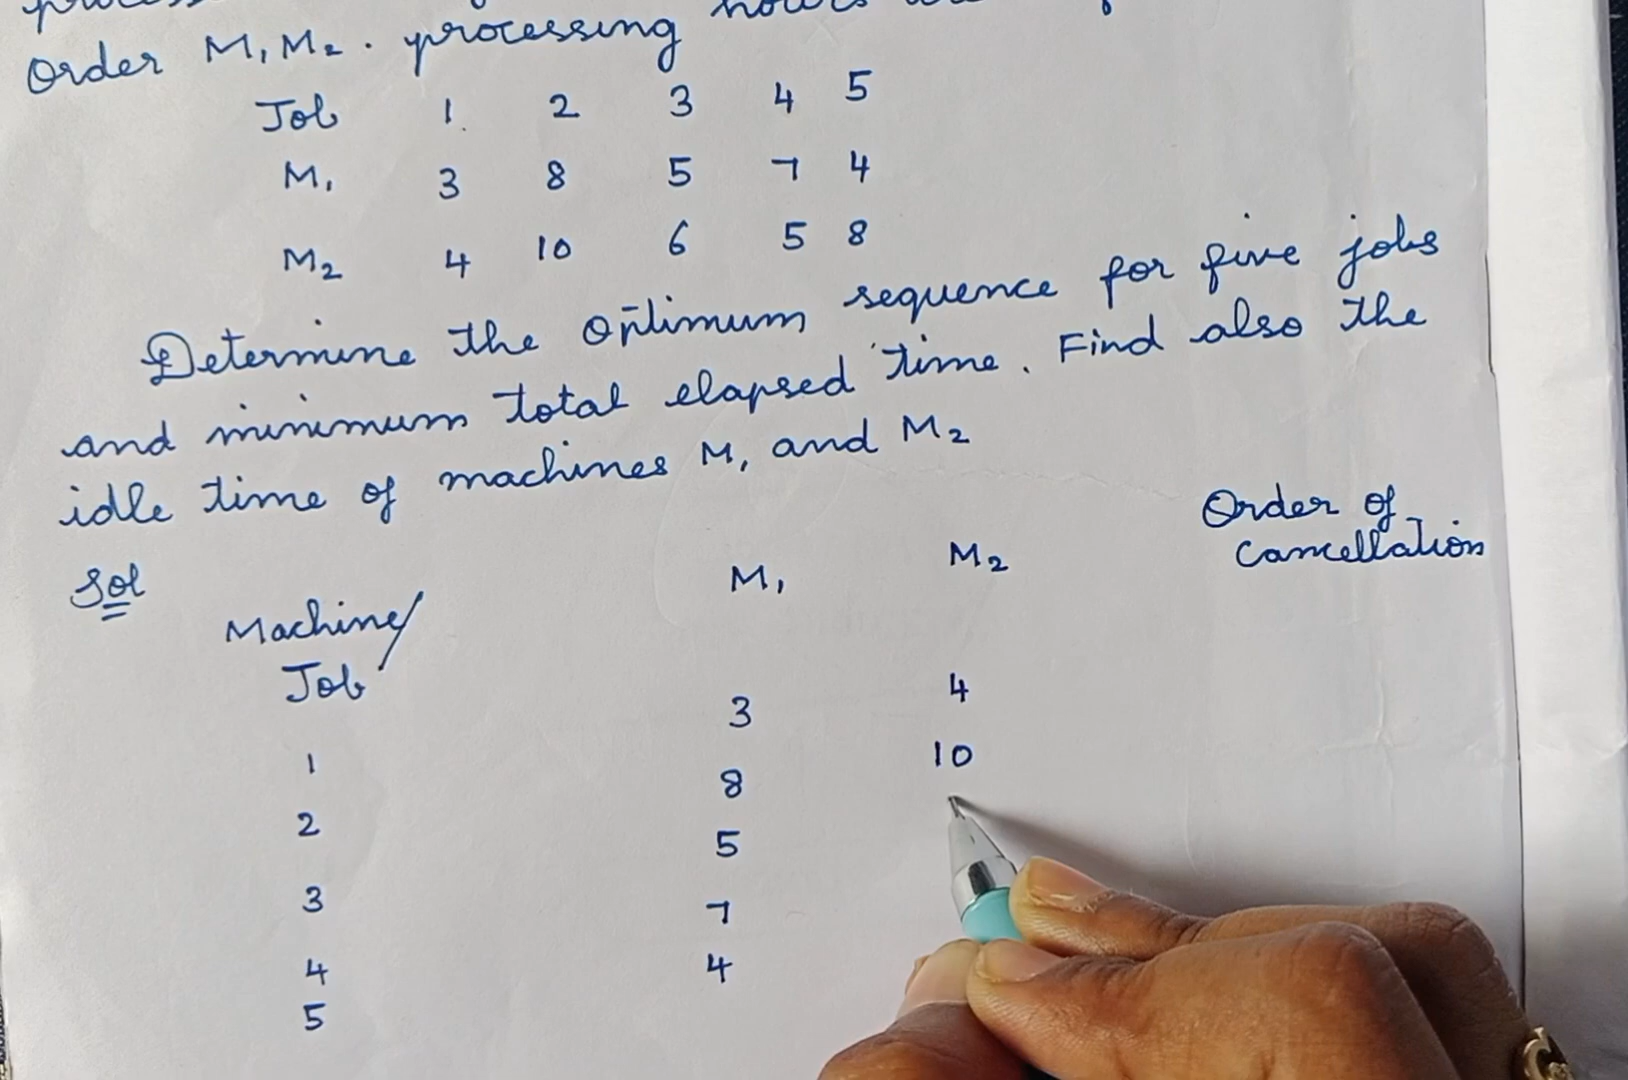 Order M1 M2. processing hours
Job 1 2 3 4 5
M1 3 8 5 7 4
M2 4 10 6 5 8
Determine the optimum sequence for five jobs
and minimum total elapsed time. Find also the
idle time of machines M1 and M2
Sol
Machine/ M1 M2 Order of
Job cancellation
1 3 4
2 8 10
3 5
4 7
5 4